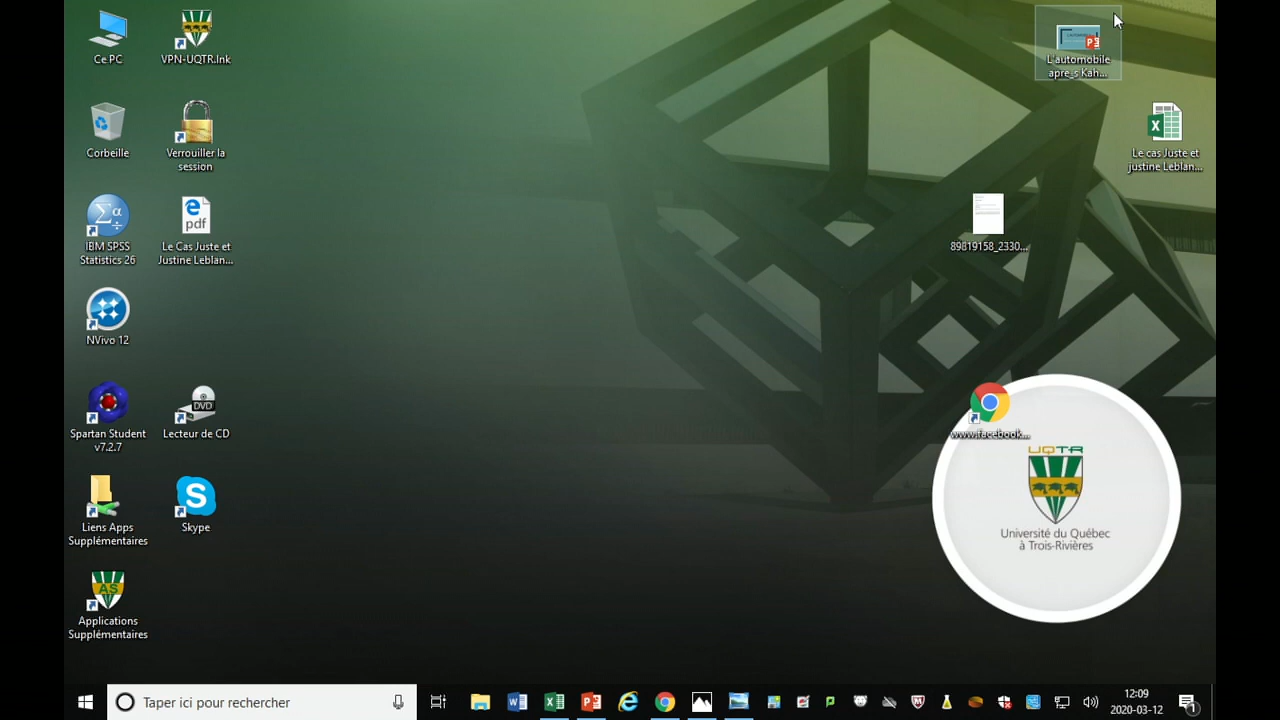 Ce PC
VPN-UQTR.lnk
Corbeille
Verrouiller la
session
IBM SPSS
Statistics 26
pdf
Le Cas Juste et
Justine Leblan...
NVivo 12
Spartan Student
v7.2.7
DVD
Lecteur de CD
Liens Apps
Supplémentaires
Skype
AS
Applications
Supplémentaires
L'automobile
apre_s Kah...
Le cas Juste et
justine Leblan...
89819158_2330...
www.facebook...
UQTR
Université du Québec
à Trois-Rivières
Taper ici pour rechercher
12:09
2020-03-12
1